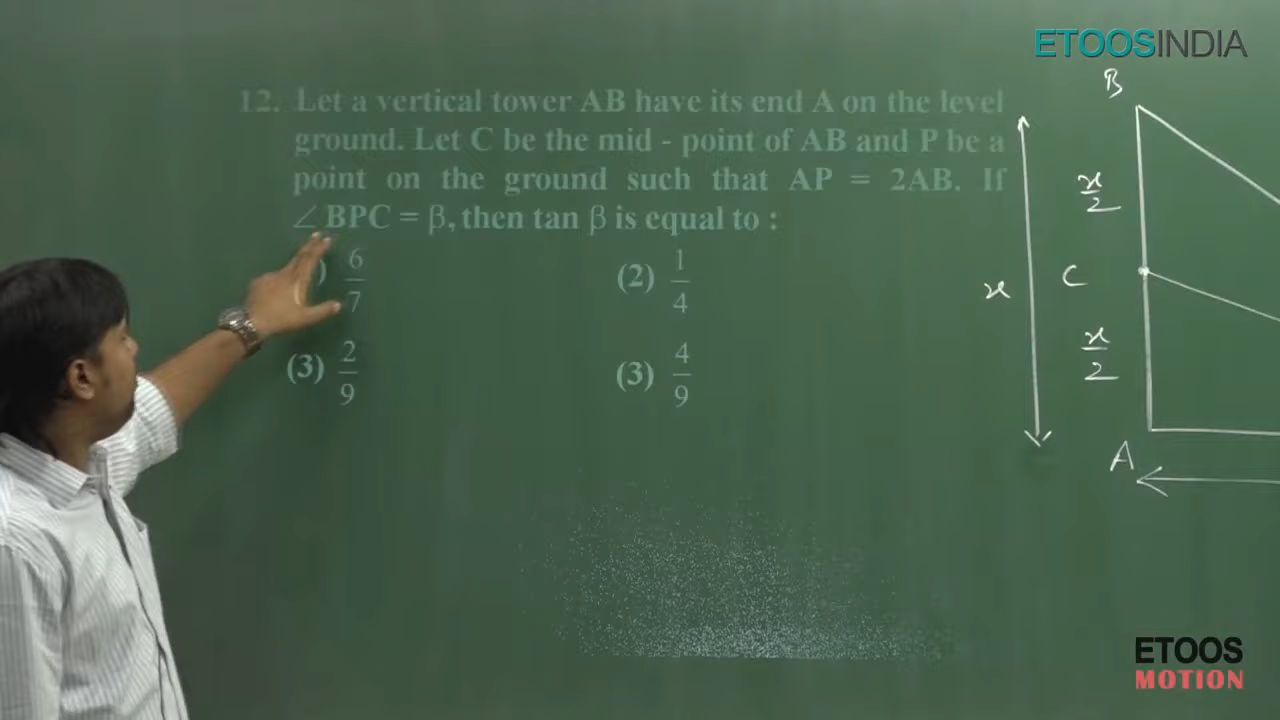 ETOOSINDIA
12. Let a vertical tower AB have its end A on the level
ground. Let C be the mid - point of AB and P be a
point on the ground such that AP = 2AB. If
∠BPC = β, then tan β is equal to :
) 6/7
(2) 1/4
(3) 2/9
(3) 4/9
B
x/2
C
x
x/2
A
ETOOS
MOTION